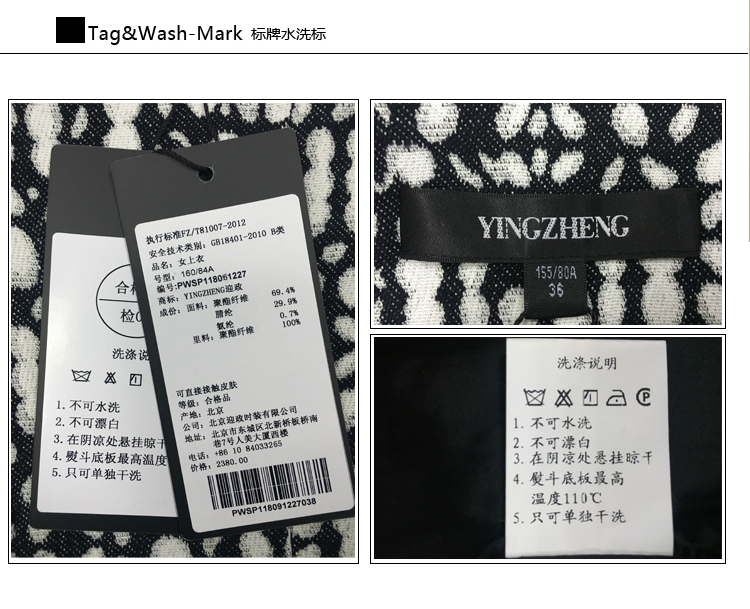 Tag&Wash-Mark 标牌水洗标
合格
检0
洗涤说
1.不可水洗
2.不可漂白
3.在阴凉处悬挂晾干
4.熨斗底板最高温度
5.只可单独干洗
执行标准FZ/T81007-2012
安全技术类别: GB18401-2010 B类
品名: 女上衣
号型: 160/84A
编号:PWSP118061227
商标: YINGZHENG迎政
成份: 面料: 聚酯纤维 69.4%
腈纶 29.9%
氨纶 0.7%
里料: 聚酯纤维 100%
可直接接触皮肤
等级: 合格品
产地: 北京
公司: 北京迎政时装有限公司
地址: 北京市东城区北新桥板桥南
巷7号人美大厦西楼
电话: +86 10 84033265
价格: 2380.00
PWSP118091227038
YINGZHENG
155/80A
36
洗涤说明
P
1.不可水洗
2.不可漂白
3.在阴凉处悬挂晾干
4.熨斗底板最高
温度110℃
5.只可单独干洗